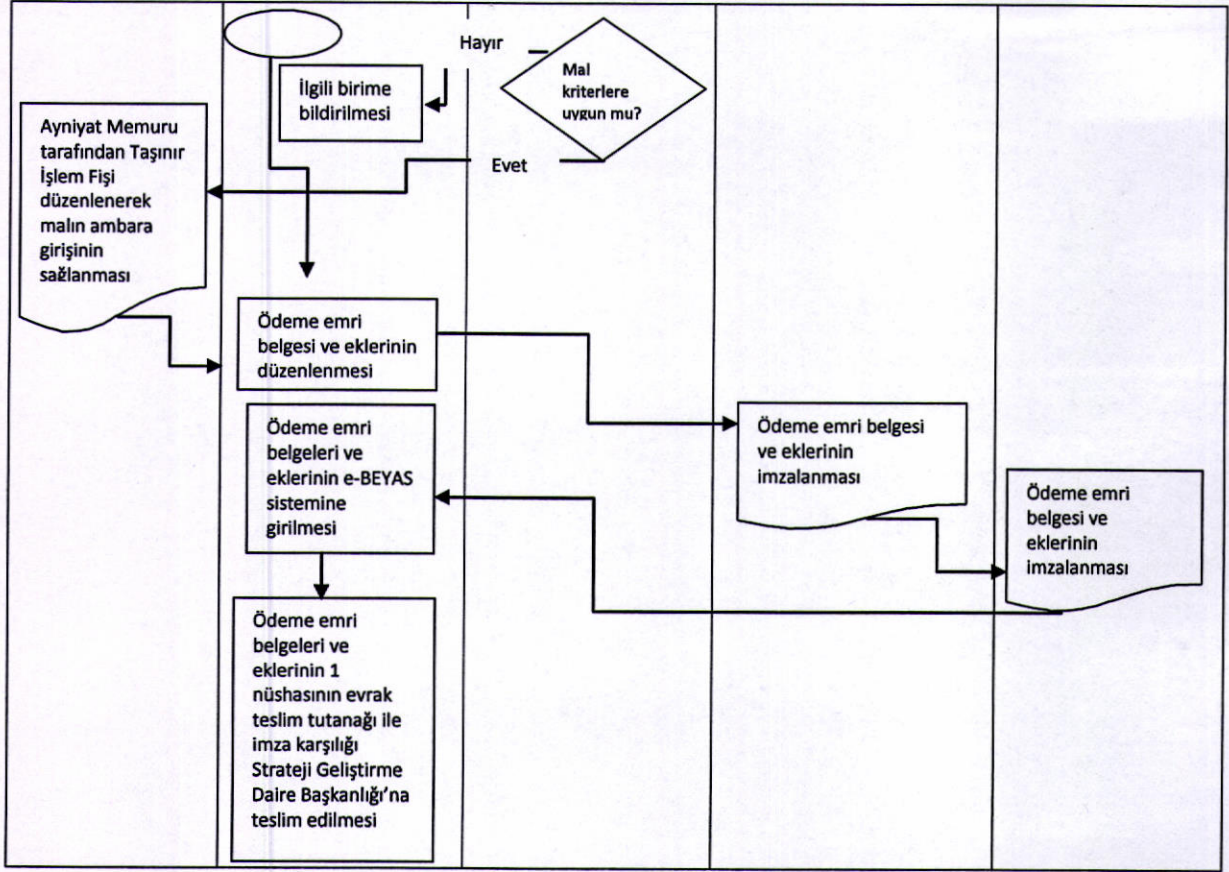 Hayır
Mal
kriterlere
uygun mu?
İlgili birime
bildirilmesi
Evet
Ayniyat Memuru
tarafından Taşınır
İşlem Fişi
düzenlenerek
malın ambara
girişinin
sağlanması
Ödeme emri
belgesi ve eklerinin
düzenlenmesi
Ödeme emri belgesi
ve eklerinin
imzalanması
Ödeme emri
belgesi ve
eklerinin
imzalanması
Ödeme emri
belgeleri ve
eklerinin e-BEYAS
sistemine
girilmesi
Ödeme emri
belgeleri ve
eklerinin 1
nüshasının evrak
teslim tutanağı ile
imza karşılığı
Strateji Geliştirme
Daire Başkanlığı’na
teslim edilmesi